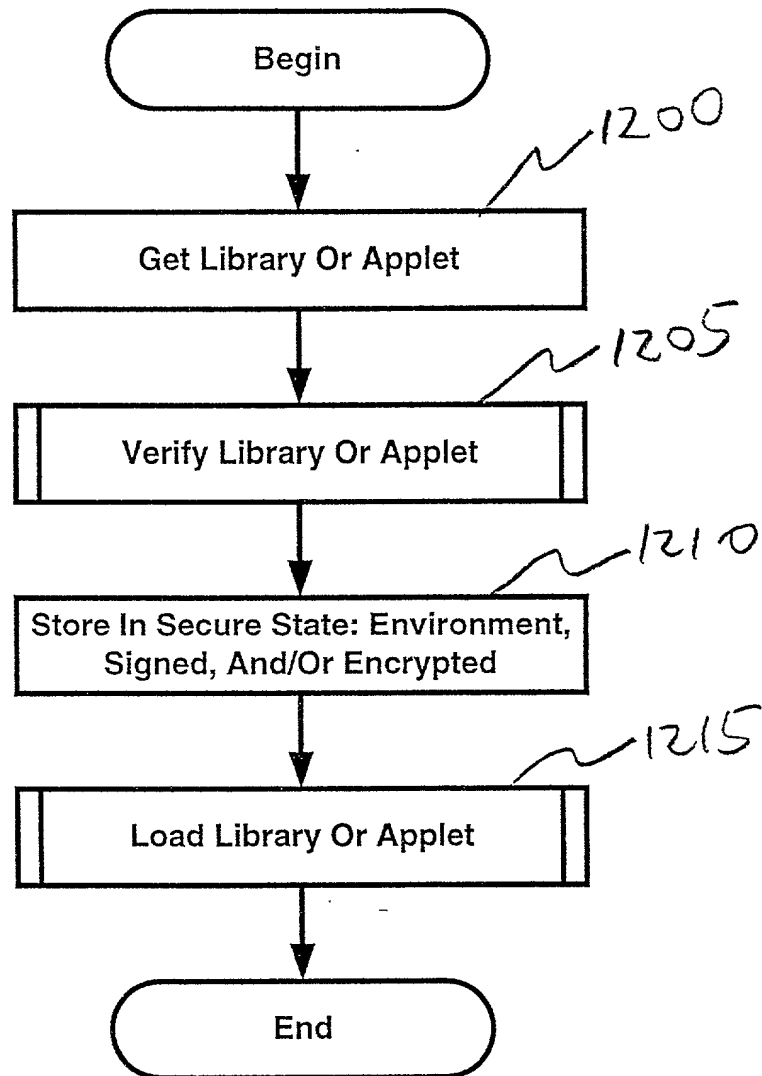 Begin
1200
Get Library Or Applet
1205
Verify Library Or Applet
1210
Store In Secure State: Environment,
Signed, And/Or Encrypted
1215
Load Library Or Applet
End